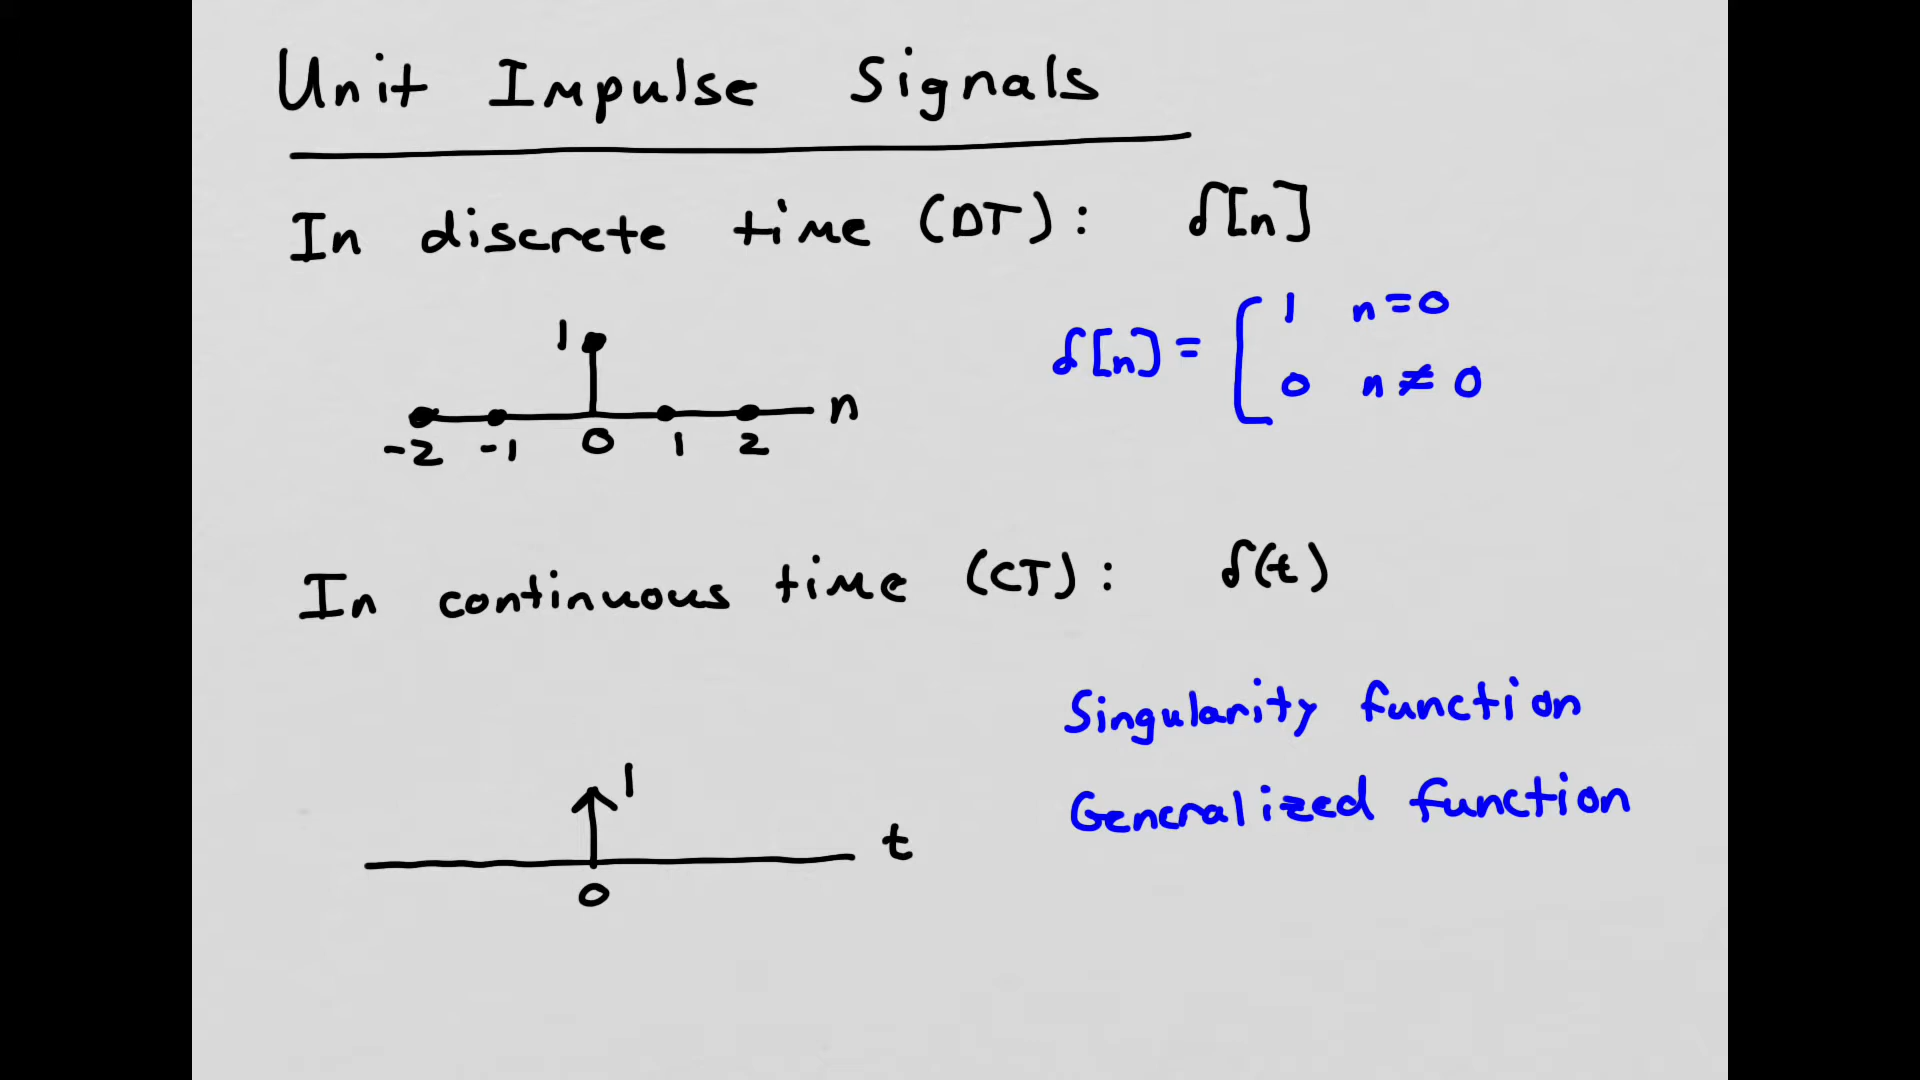 Unit Impulse Signals
In discrete time (DT): δ[n]
δ[n] = { 1 n=0
0 n≠0
1
n
-2 -1 0 1 2
In continuous time (CT): δ(t)
Singularity function
Generalized function
1
t
0